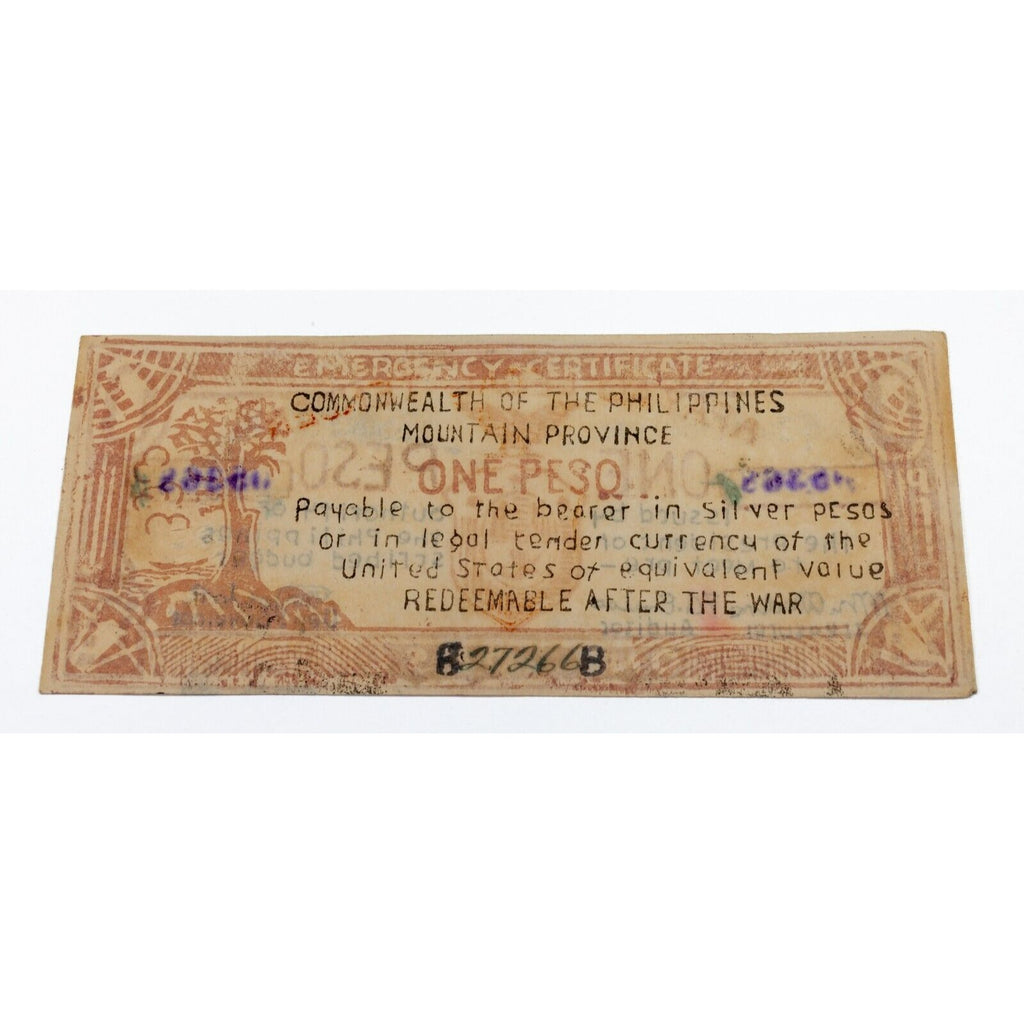 EMERGENCY CERTIFICATE
COMMONWEALTH OF THE PHILIPPINES
MOUNTAIN PROVINCE
ONE PESO
Payable to the bearer in Silver PESOS
or in legal tender currency of the
United States of equivalent value
REDEEMABLE AFTER THE WAR
B27266B